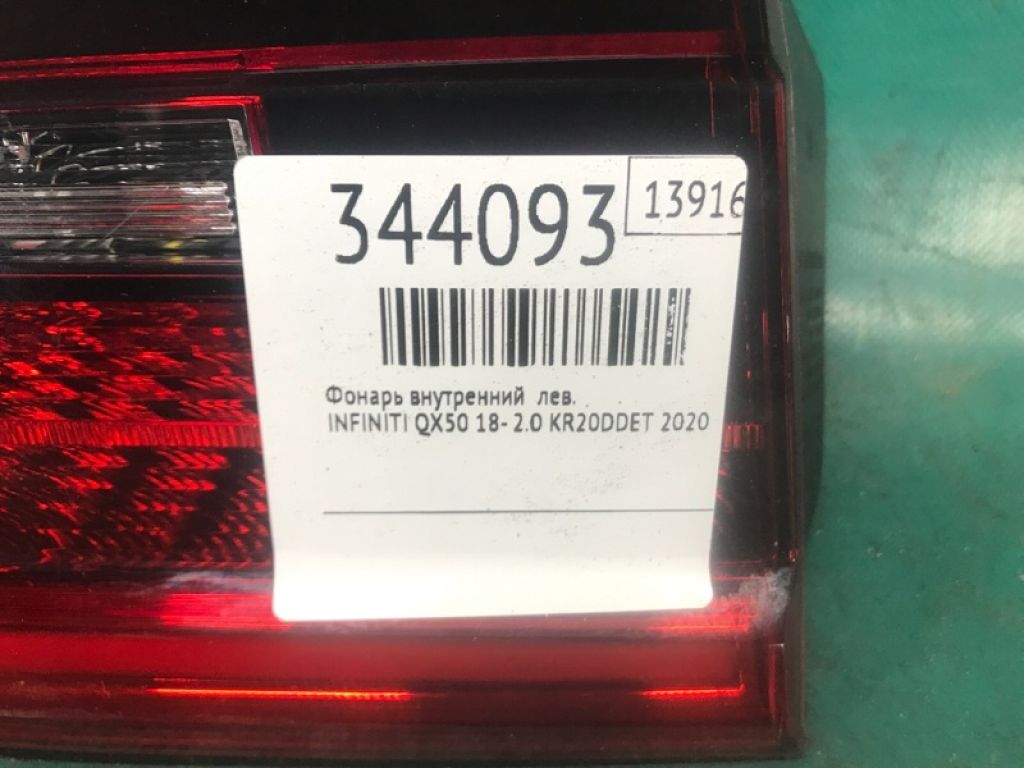 344093
13916
Фонарь внутренний лев.
INFINITI QX50 18- 2.0 KR20DDET 2020